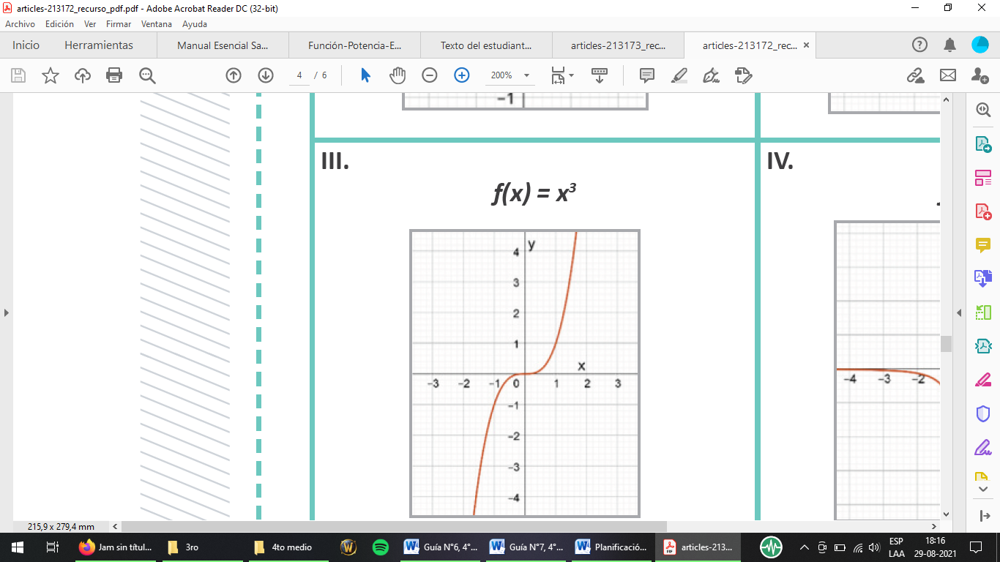 articles-213172_recurso_pdf.pdf - Adobe Acrobat Reader DC (32-bit)
Archivo Edición Ver Firmar Ventana Ayuda
Inicio Herramientas Manual Esencial Sa... Función-Potencia-E... Texto del estudiant... articles-213173_rec... articles-213172_rec... ×
4 / 6 200%
−1
III.
f(x) = x³
IV.
y
4
3
2
1
x
−3 −2 −1 0 1 2 3
−1
−2
−3
−4
−4 −3 −2
215,9 x 279,4 mm
Jam sin títul... 3ro 4to medio Guía N°6, 4°... Guía N°7, 4°... Planificació... articles-213... ESP 18:16
LAA 29-08-2021